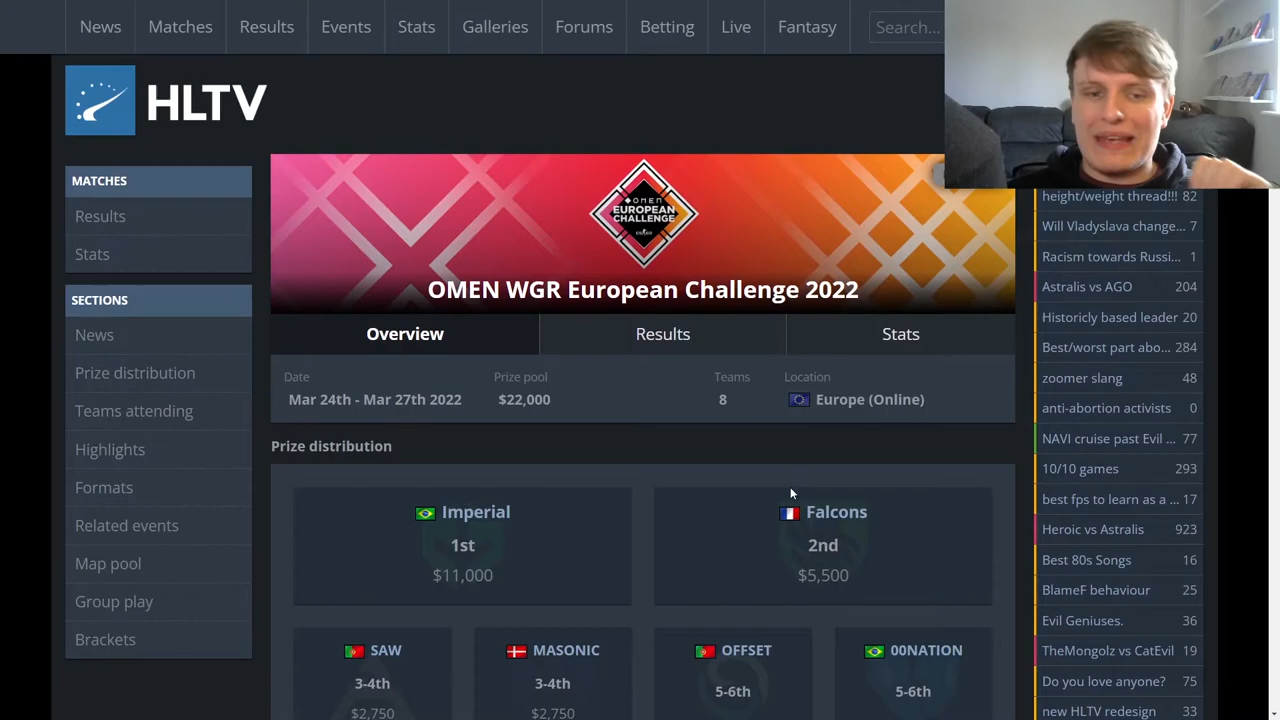 News Matches Results Events Stats Galleries Forums Betting Live Fantasy Search...
HLTV
MATCHES
Results
Stats
SECTIONS
News
Prize distribution
Teams attending
Highlights
Formats
Related events
Map pool
Group play
Brackets
OMEN
EUROPEAN
CHALLENGE
OMEN WGR European Challenge 2022
Overview Results Stats
Date Prize pool Teams Location
Mar 24th - Mar 27th 2022 $22,000 8 Europe (Online)
Prize distribution
Imperial
1st
$11,000
Falcons
2nd
$5,500
SAW
3-4th
$2,750
MASONIC
3-4th
$2,750
OFFSET
5-6th
00NATION
5-6th
height/weight thread!!! 82
Will Vladyslava change... 7
Racism towards Russi... 1
Astralis vs AGO 204
Historicly based leader 20
Best/worst part abo... 284
zoomer slang 48
anti-abortion activists 0
NAVI cruise past Evil ... 77
10/10 games 293
best fps to learn as a ... 17
Heroic vs Astralis 923
Best 80s Songs 16
BlameF behaviour 25
Evil Geniuses. 36
TheMongolz vs CatEvil 19
Do you love anyone? 75
new HLTV redesign 33